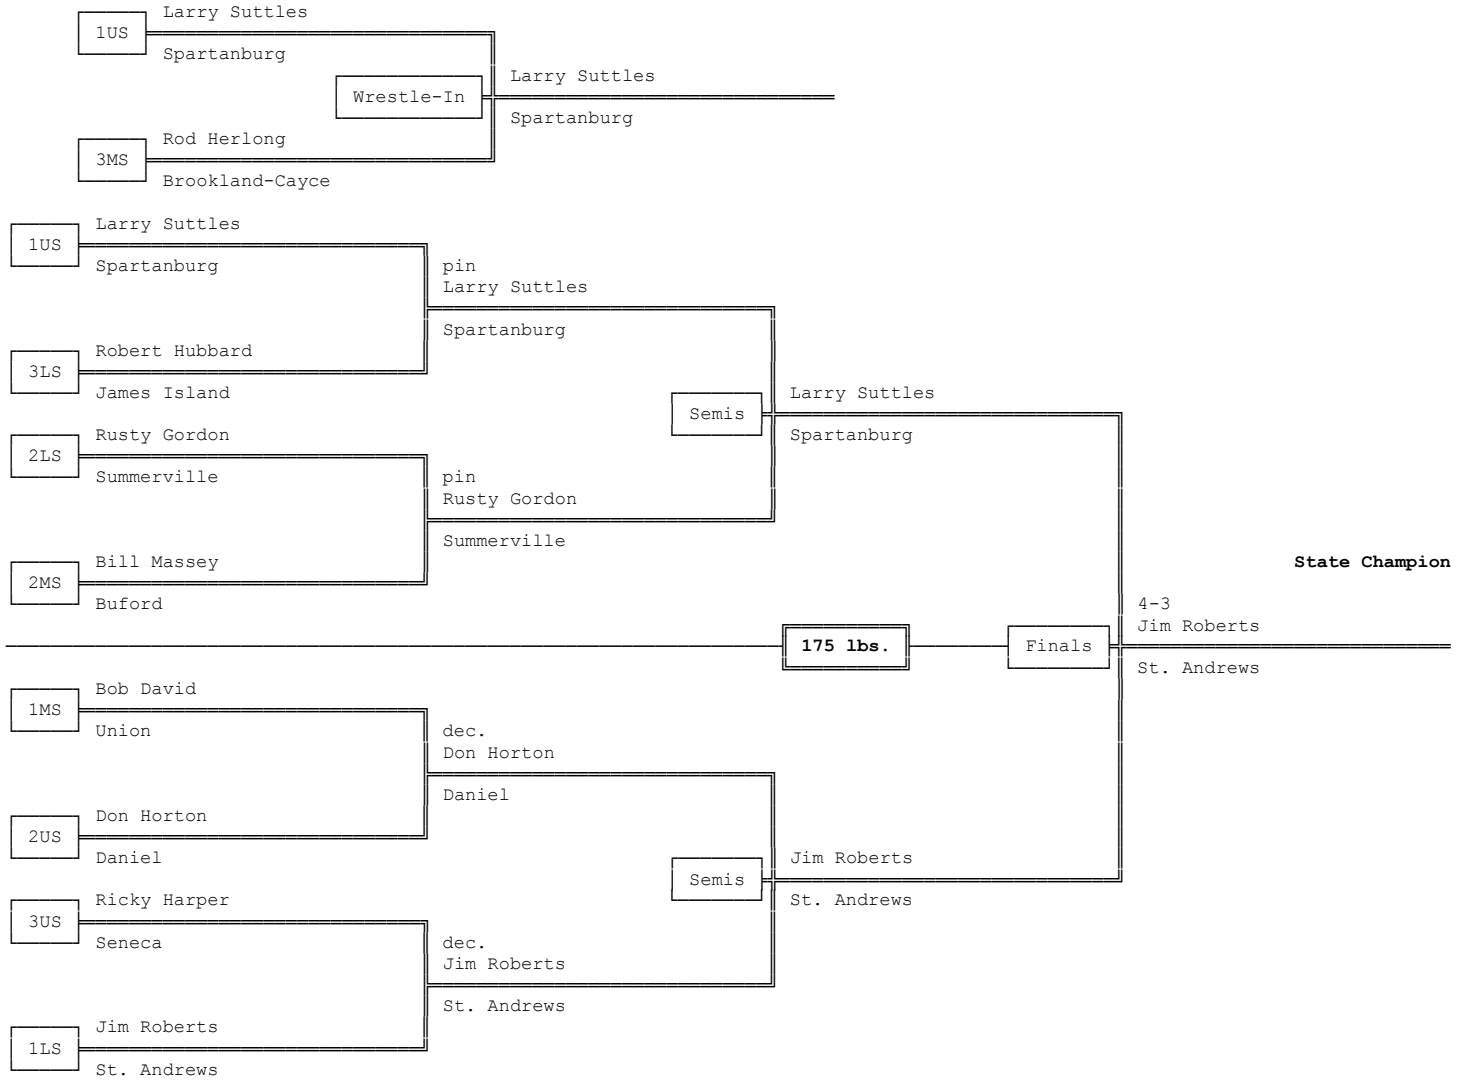 Larry Suttles
1US
Spartanburg
Larry Suttles
Wrestle-In
Spartanburg
Rod Herlong
3MS
Brookland-Cayce
Larry Suttles
1US
Spartanburg
pin
Larry Suttles
Spartanburg
Robert Hubbard
3LS
James Island
Larry Suttles
Semis
Spartanburg
Rusty Gordon
2LS
Summerville
pin
Rusty Gordon
Summerville
Bill Massey
2MS
Buford
State Champion
4-3
Jim Roberts
175 lbs.
Finals
St. Andrews
Bob David
1MS
Union
dec.
Don Horton
Daniel
Don Horton
2US
Daniel
Jim Roberts
Semis
St. Andrews
Ricky Harper
3US
Seneca
dec.
Jim Roberts
St. Andrews
Jim Roberts
1LS
St. Andrews